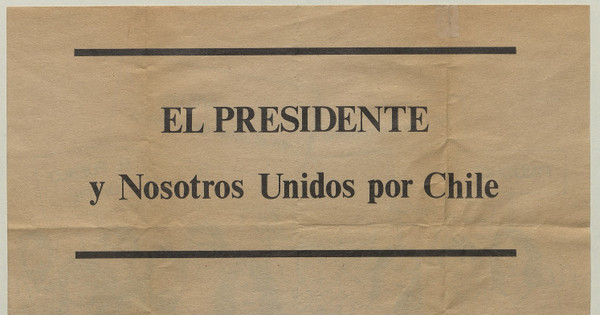 EL PRESIDENTE
y Nosotros Unidos por Chile